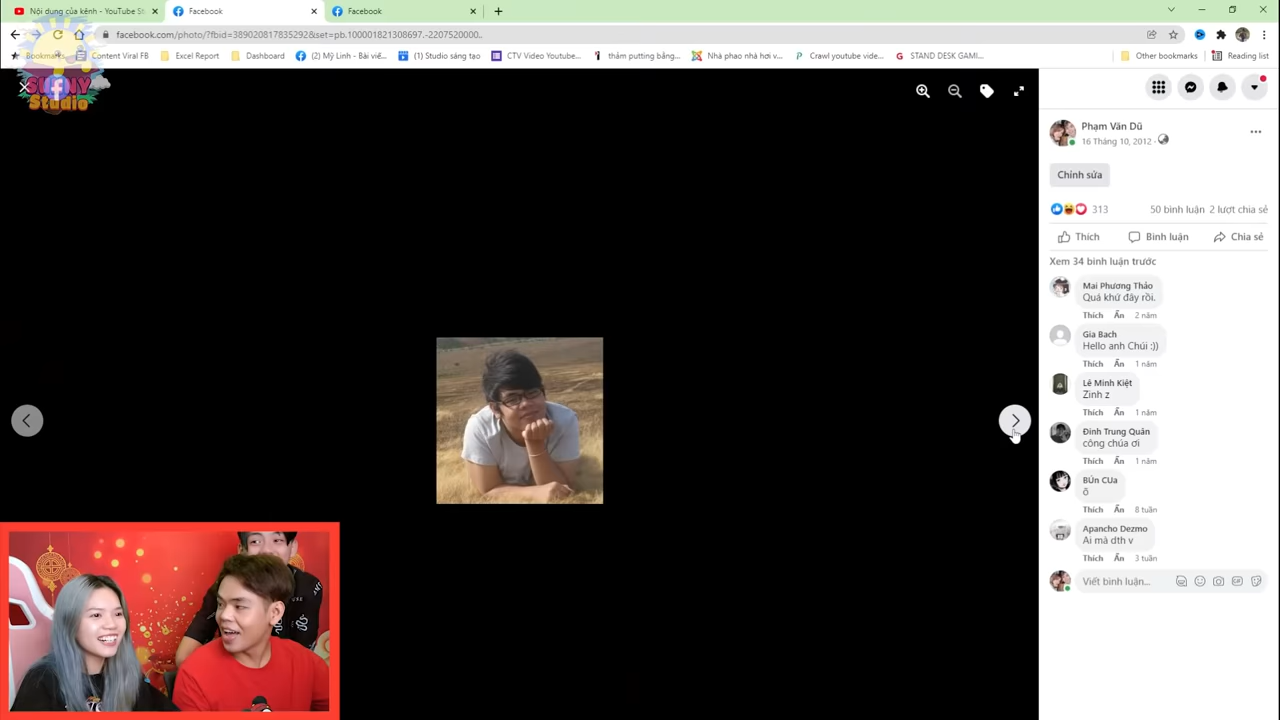 Nội dung của kênh - YouTube St
Facebook
Facebook
facebook.com/photo/?fbid=389020817835292&set=pb.100001821308697.-2207520000..
Bookmarks
Content Viral FB
Excel Report
Dashboard
(2) Mỹ Linh - Bài viế...
(1) Studio sáng tạo
CTV Video Youtube...
thảm putting bằng...
Nhà phao nhà hơi v...
Crawl youtube vide...
STAND DESK GAMI...
Other bookmarks
Reading list
SUNNY
Studio
Phạm Văn Dũ
16 Tháng 10, 2012 ·
Chỉnh sửa
313
50 bình luận 2 lượt chia sẻ
Thích
Bình luận
Chia sẻ
Xem 34 bình luận trước
Mai Phương Thảo
Quá khứ đây rồi.
Thích Ẩn 2 năm
Gia Bach
Hello anh Chúi :))
Thích Ẩn 1 năm
Lê Minh Kiệt
Zinh z
Thích Ẩn 1 năm
Đinh Trung Quân
công chúa ơi
Thích Ẩn 1 năm
BÚn CUa
ô
Thích Ẩn 8 tuần
Apancho Dezmo
Ai mà dth v
Thích Ẩn 3 tuần
Viết bình luận...